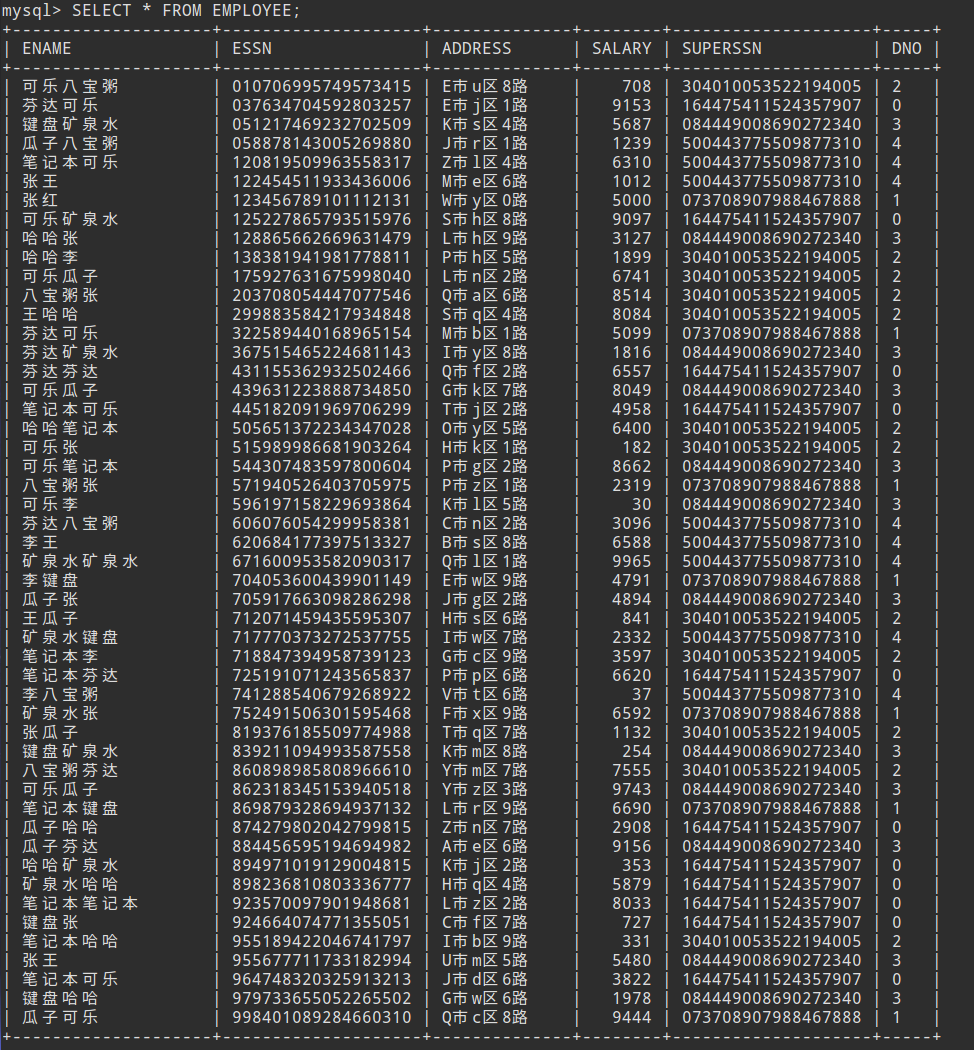 mysql> SELECT * FROM EMPLOYEE;
+--------------------+--------------------+--------------+--------+--------------------+-----+
| ENAME | ESSN | ADDRESS | SALARY | SUPERSSN | DNO |
+--------------------+--------------------+--------------+--------+--------------------+-----+
| 可乐八宝粥 | 010706995749573415 | E市u区8路 | 708 | 304010053522194005 | 2 |
| 芬达可乐 | 037634704592803257 | E市j区1路 | 9153 | 164475411524357907 | 0 |
| 键盘矿泉水 | 051217469232702509 | K市s区4路 | 5687 | 084449008690272340 | 3 |
| 瓜子八宝粥 | 058878143005269880 | J市r区1路 | 1239 | 500443775509877310 | 4 |
| 笔记本可乐 | 120819509963558317 | Z市l区4路 | 6310 | 500443775509877310 | 4 |
| 张王 | 122454511933436006 | M市e区6路 | 1012 | 500443775509877310 | 4 |
| 张红 | 123456789101112131 | W市y区0路 | 5000 | 073708907988467888 | 1 |
| 可乐矿泉水 | 125227865793515976 | S市h区8路 | 9097 | 164475411524357907 | 0 |
| 哈哈张 | 128865662669631479 | L市h区9路 | 3127 | 084449008690272340 | 3 |
| 哈哈李 | 138381941981778811 | P市h区5路 | 1899 | 304010053522194005 | 2 |
| 可乐瓜子 | 175927631675998040 | L市n区2路 | 6741 | 304010053522194005 | 2 |
| 八宝粥张 | 203708054447077546 | Q市a区6路 | 8514 | 304010053522194005 | 2 |
| 王哈哈 | 299883584217934848 | S市q区4路 | 8084 | 304010053522194005 | 2 |
| 芬达可乐 | 322589440168965154 | M市b区1路 | 5099 | 073708907988467888 | 1 |
| 芬达矿泉水 | 367515465224681143 | I市y区8路 | 1816 | 084449008690272340 | 3 |
| 芬达芬达 | 431155362932502466 | Q市f区2路 | 6557 | 164475411524357907 | 0 |
| 可乐瓜子 | 439631223888734850 | G市k区7路 | 8049 | 084449008690272340 | 3 |
| 笔记本可乐 | 445182091969706299 | T市j区2路 | 4958 | 164475411524357907 | 0 |
| 哈哈笔记本 | 505651372234347028 | O市y区5路 | 6400 | 304010053522194005 | 2 |
| 可乐张 | 515989986681903264 | H市k区1路 | 182 | 304010053522194005 | 2 |
| 可乐笔记本 | 544307483597800604 | P市g区2路 | 8662 | 084449008690272340 | 3 |
| 八宝粥张 | 571940526403705975 | P市z区1路 | 2319 | 073708907988467888 | 1 |
| 可乐李 | 596197158229693864 | K市l区5路 | 30 | 084449008690272340 | 3 |
| 芬达八宝粥 | 606076054299958381 | C市n区2路 | 3096 | 500443775509877310 | 4 |
| 李王 | 620684177397513327 | B市s区8路 | 6588 | 500443775509877310 | 4 |
| 矿泉水矿泉水 | 671600953582090317 | Q市l区1路 | 9965 | 500443775509877310 | 4 |
| 李键盘 | 704053600439901149 | E市w区9路 | 4791 | 073708907988467888 | 1 |
| 瓜子张 | 705917663098286298 | J市g区2路 | 4894 | 084449008690272340 | 3 |
| 王瓜子 | 712071459435595307 | H市s区6路 | 841 | 304010053522194005 | 2 |
| 矿泉水键盘 | 717770373272537755 | I市w区7路 | 2332 | 500443775509877310 | 4 |
| 笔记本李 | 718847394958739123 | G市c区9路 | 3597 | 304010053522194005 | 2 |
| 笔记本芬达 | 725191071243565837 | P市p区6路 | 6620 | 164475411524357907 | 0 |
| 李八宝粥 | 741288540679268922 | V市t区6路 | 37 | 500443775509877310 | 4 |
| 矿泉水张 | 752491506301595468 | F市x区9路 | 6592 | 073708907988467888 | 1 |
| 张瓜子 | 819376185509774988 | T市q区7路 | 1132 | 304010053522194005 | 2 |
| 键盘矿泉水 | 839211094993587558 | K市m区8路 | 254 | 084449008690272340 | 3 |
| 八宝粥芬达 | 860898985808966610 | Y市m区7路 | 7555 | 304010053522194005 | 2 |
| 可乐瓜子 | 862318345153940518 | Y市z区3路 | 9743 | 084449008690272340 | 3 |
| 笔记本键盘 | 869879328694937132 | L市r区9路 | 6690 | 073708907988467888 | 1 |
| 瓜子哈哈 | 874279802042799815 | Z市n区7路 | 2908 | 164475411524357907 | 0 |
| 瓜子芬达 | 884456595194694982 | A市e区6路 | 9156 | 084449008690272340 | 3 |
| 哈哈矿泉水 | 894971019129004815 | K市j区2路 | 353 | 164475411524357907 | 0 |
| 矿泉水哈哈 | 898236810803336777 | H市q区4路 | 5879 | 164475411524357907 | 0 |
| 笔记本笔记本 | 923570097901948681 | L市z区2路 | 8033 | 164475411524357907 | 0 |
| 键盘张 | 924664074771355051 | C市f区7路 | 727 | 164475411524357907 | 0 |
| 笔记本哈哈 | 955189422046741797 | I市b区9路 | 331 | 304010053522194005 | 2 |
| 张王 | 955677711733182994 | U市m区5路 | 5480 | 084449008690272340 | 3 |
| 笔记本可乐 | 964748320325913213 | J市d区6路 | 3822 | 164475411524357907 | 0 |
| 键盘哈哈 | 979733655052265502 | G市w区6路 | 1978 | 084449008690272340 | 3 |
| 瓜子可乐 | 998401089284660310 | Q市c区8路 | 9444 | 073708907988467888 | 1 |
+--------------------+--------------------+--------------+--------+--------------------+-----+